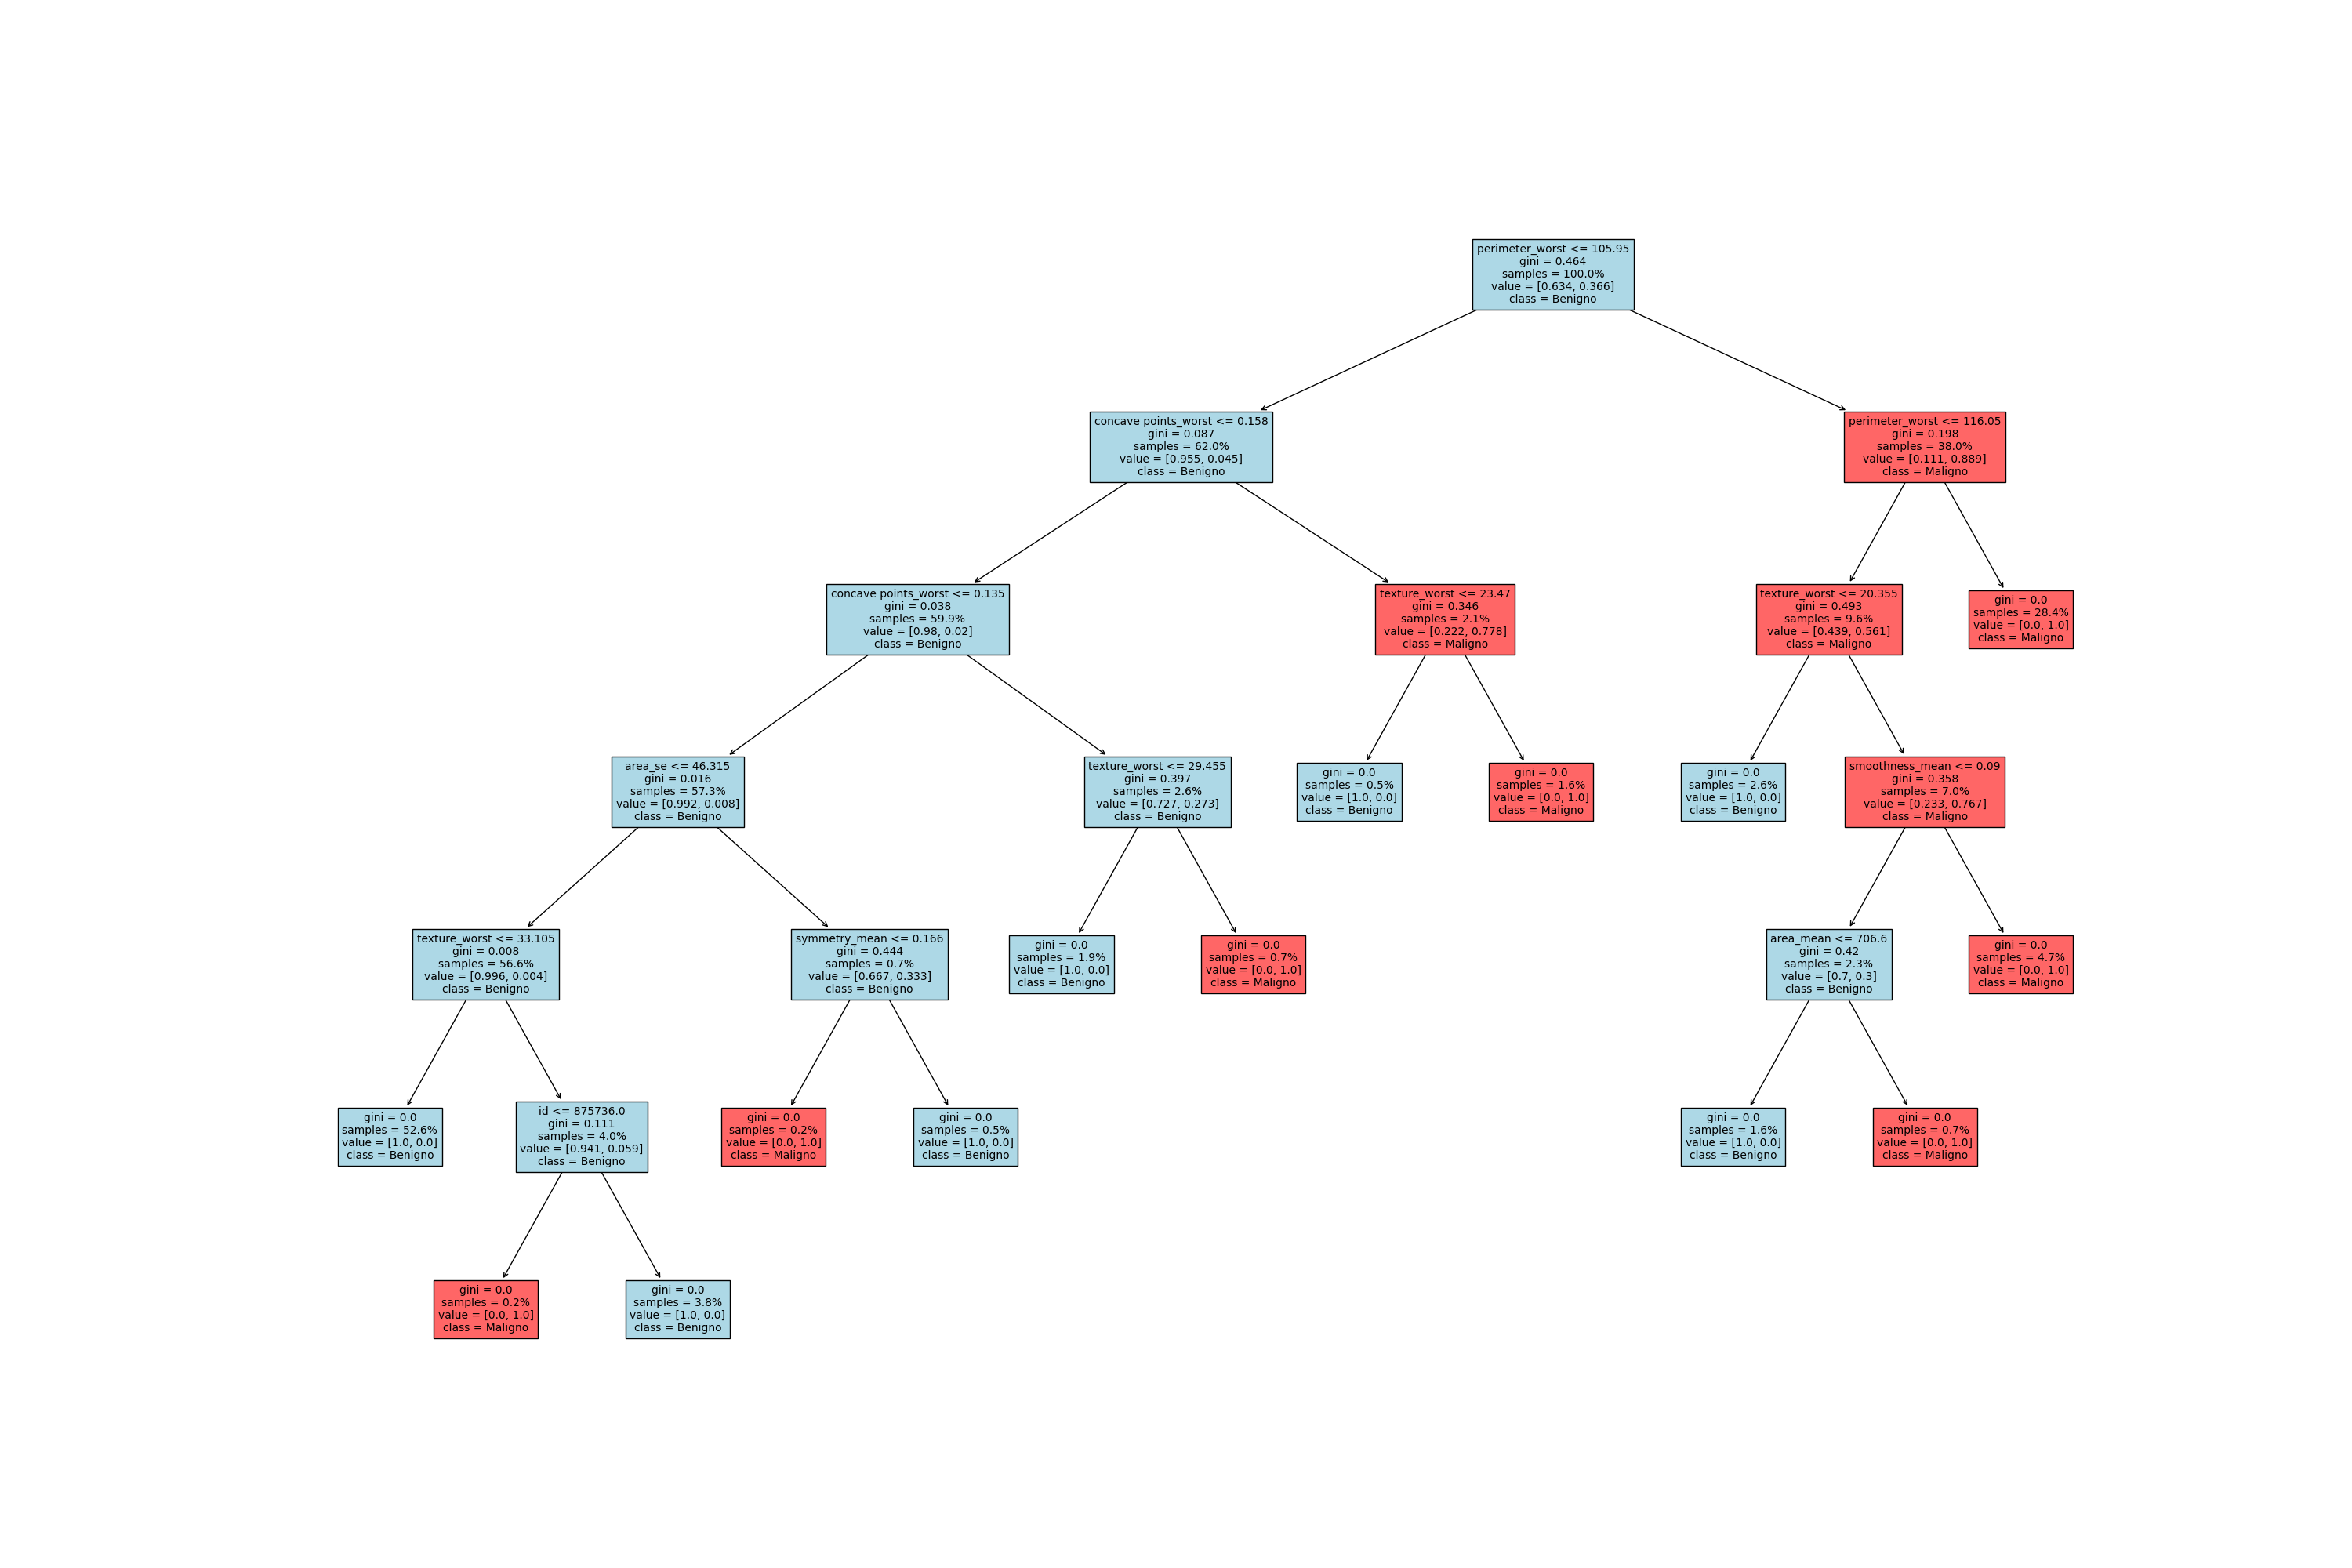 perimeter_worst <= 105.95
gini = 0.464
samples = 100.0%
value = [0.634, 0.366]
class = Benigno
concave points_worst <= 0.158
gini = 0.087
samples = 62.0%
value = [0.955, 0.045]
class = Benigno
perimeter_worst <= 116.05
gini = 0.198
samples = 38.0%
value = [0.111, 0.889]
class = Maligno
concave points_worst <= 0.135
gini = 0.038
samples = 59.9%
value = [0.98, 0.02]
class = Benigno
texture_worst <= 23.47
gini = 0.346
samples = 2.1%
value = [0.222, 0.778]
class = Maligno
texture_worst <= 20.355
gini = 0.493
samples = 9.6%
value = [0.439, 0.561]
class = Maligno
gini = 0.0
samples = 28.4%
value = [0.0, 1.0]
class = Maligno
area_se <= 46.315
gini = 0.016
samples = 57.3%
value = [0.992, 0.008]
class = Benigno
texture_worst <= 29.455
gini = 0.397
samples = 2.6%
value = [0.727, 0.273]
class = Benigno
gini = 0.0
samples = 0.5%
value = [1.0, 0.0]
class = Benigno
gini = 0.0
samples = 1.6%
value = [0.0, 1.0]
class = Maligno
gini = 0.0
samples = 2.6%
value = [1.0, 0.0]
class = Benigno
smoothness_mean <= 0.09
gini = 0.358
samples = 7.0%
value = [0.233, 0.767]
class = Maligno
texture_worst <= 33.105
gini = 0.008
samples = 56.6%
value = [0.996, 0.004]
class = Benigno
symmetry_mean <= 0.166
gini = 0.444
samples = 0.7%
value = [0.667, 0.333]
class = Benigno
gini = 0.0
samples = 1.9%
value = [1.0, 0.0]
class = Benigno
gini = 0.0
samples = 0.7%
value = [0.0, 1.0]
class = Maligno
area_mean <= 706.6
gini = 0.42
samples = 2.3%
value = [0.7, 0.3]
class = Benigno
gini = 0.0
samples = 4.7%
value = [0.0, 1.0]
class = Maligno
gini = 0.0
samples = 52.6%
value = [1.0, 0.0]
class = Benigno
id <= 875736.0
gini = 0.111
samples = 4.0%
value = [0.941, 0.059]
class = Benigno
gini = 0.0
samples = 0.2%
value = [0.0, 1.0]
class = Maligno
gini = 0.0
samples = 0.5%
value = [1.0, 0.0]
class = Benigno
gini = 0.0
samples = 1.6%
value = [1.0, 0.0]
class = Benigno
gini = 0.0
samples = 0.7%
value = [0.0, 1.0]
class = Maligno
gini = 0.0
samples = 0.2%
value = [0.0, 1.0]
class = Maligno
gini = 0.0
samples = 3.8%
value = [1.0, 0.0]
class = Benigno